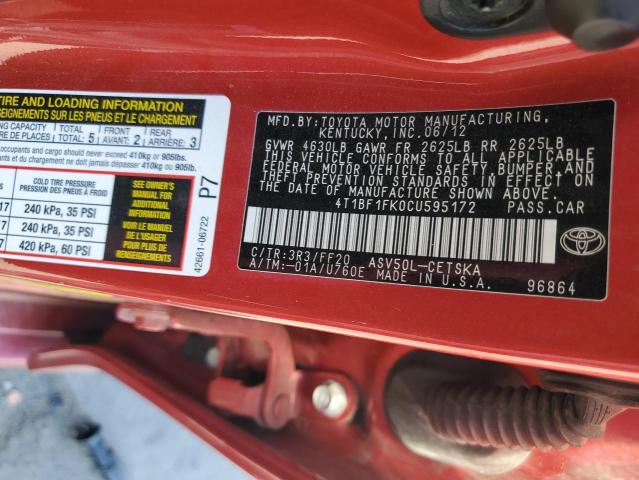 TIRE AND LOADING INFORMATION
RENSEIGNEMENTS SUR LES PNEUS ET LE CHARGEMENT
SEATING CAPACITY TOTAL 5 FRONT 2 REAR 3
DE PLACES TOTAL: AVANT: ARRIÈRE:
and cargo should never exceed 410kg or 905lbs.
et du chargement ne doit jamais dépasser 410 kg ou 905 lb.
COLD TIRE PRESSURE
PRESSION DES PNEUS À FROID
240 kPa, 35 PSI
240 kPa, 35 PSI
420 kPa, 60 PSI
SEE OWNER'S
MANUAL FOR
ADDITIONAL
INFORMATION
VOIR LE MANUEL
DE L'USAGER
POUR PLUS DE
RENSEIGNEMENTS
42661-06722
P7
MFD.BY:TOYOTA MOTOR MANUFACTURING,
KENTUCKY, INC.06/12
GVWR 4630LB GAWR FR 2625LB RR 2625LB
THIS VEHICLE CONFORMS TO ALL APPLICABLE
FEDERAL MOTOR VEHICLE SAFETY, BUMPER,
AND THEFT PREVENTION STANDARDS IN EFFECT ON
THE DATE OF MANUFACTURE SHOWN ABOVE.
4T1BF1FK0CU595172 PASS.CAR
C/TR:3R3/FF20 ASV50L-CETSKA
A/TM:-01A/U760E MADE IN U.S.A.
96864
TOYOTA